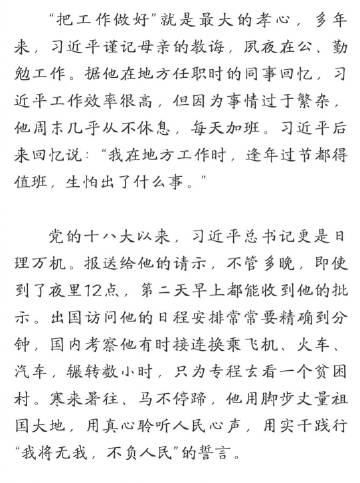 “把工作做好”就是最大的孝心，多年
来，习近平谨记母亲的教诲，夙夜在公、勤
勉工作。据他在地方任职时的同事回忆，习
近平工作效率很高，但因为事情过于繁杂，
他周末几乎从不休息，每天加班。习近平后
来回忆说：“我在地方工作时，逢年过节都得
值班，生怕出了什么事。”
党的十八大以来，习近平总书记更是日
理万机。报送给他的请示，不管多晚，即使
到了夜里12点，第二天早上都能收到他的批
示。出国访问他的日程安排常常要精确到分
钟，国内考察他有时接连换乘飞机、火车、
汽车，辗转数小时，只为专程去看一个贫困
村。寒来暑往、马不停蹄，他用脚步丈量祖
国大地，用真心聆听人民心声，用实干践行
“我将无我，不负人民”的誓言。